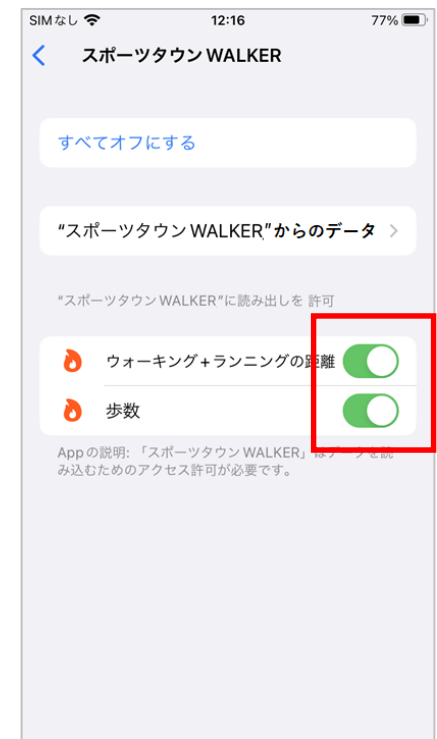 SIMなし 12:16 77%
スポーツタウン WALKER
すべてオフにする
“スポーツタウン WALKER”からのデータ
“スポーツタウン WALKER”に読み出しを 許可
ウォーキング+ランニングの距離
歩数
Appの説明: 「スポーツタウン WALKER」はデータを読
み込むためのアクセス許可が必要です。